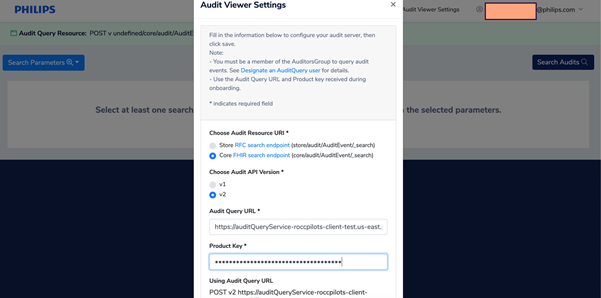 PHILIPS
Audit Viewer Settings
×
Audit Viewer Settings
@philips.com
Audit Query Resource: POST v undefined/core/audit/AuditE
Search Parameters
Search Audits
Select at least one search
n the selected parameters.
Fill in the information below to configure your audit server, then
click save.
Note:
- You must be a member of the AuditorsGroup to query audit
events. See Designate an AuditQuery user for details.
- Use the Audit Query URL and Product key received during
onboarding.
* indicates required field
Choose Audit Resource URI *
Store RFC search endpoint (store/audit/AuditEvent/_search)
Core FHIR search endpoint (core/audit/AuditEvent/_search)
Choose Audit API Version *
v1
v2
Audit Query URL *
https://auditQueryService-roccpilots-client-test.us-east.
Product Key *
Using Audit Query URL
POST v2 https://auditQueryService-roccpilots-client-